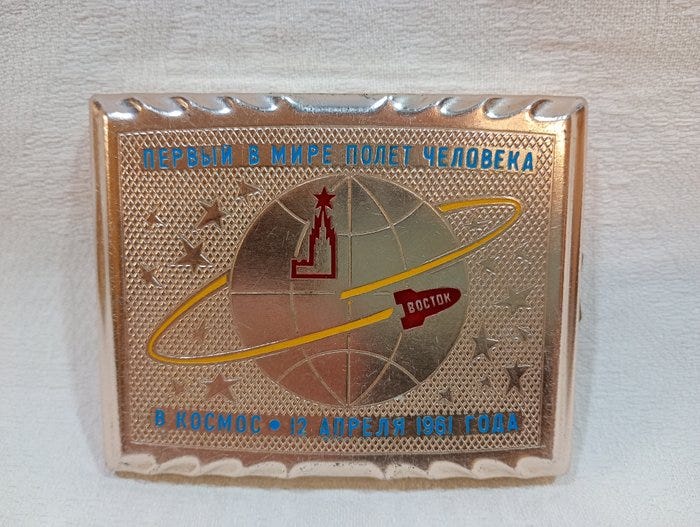 ПЕРВЫЙ В МИРЕ ПОЛЕТ ЧЕЛОВЕКА
ВОСТОК
В КОСМОС • 12 АПРЕЛЯ 1961 ГОДА